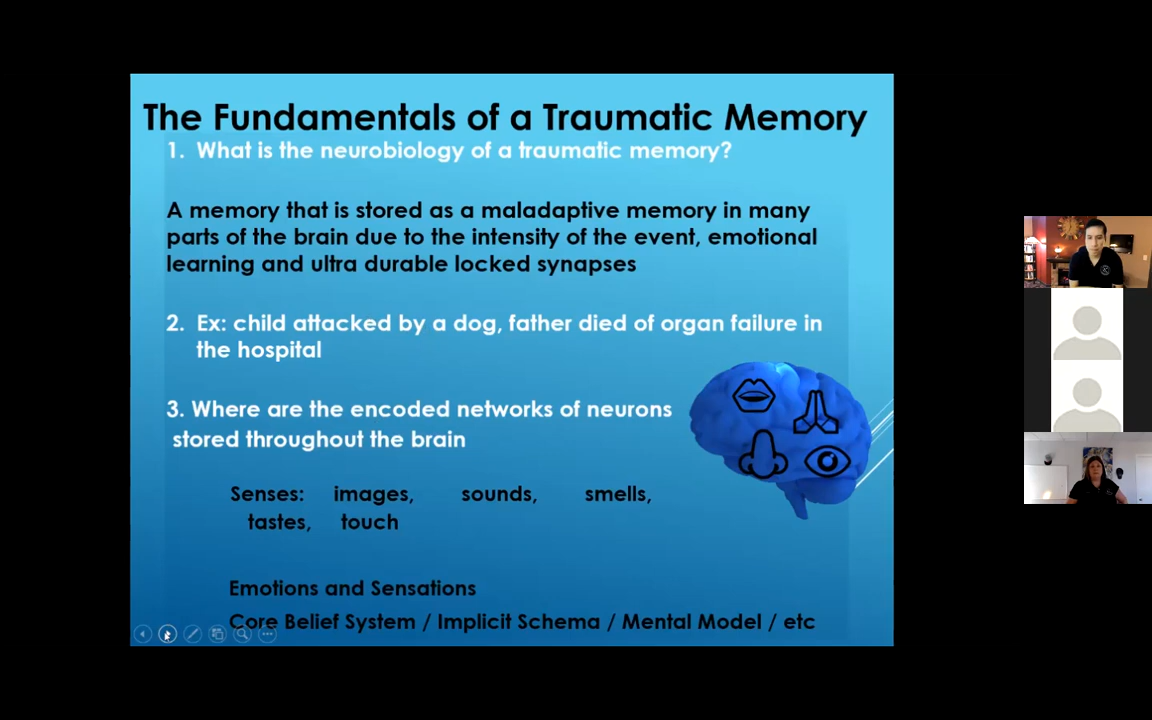 The Fundamentals of a Traumatic Memory
1. What is the neurobiology of a traumatic memory?
A memory that is stored as a maladaptive memory in many
parts of the brain due to the intensity of the event, emotional
learning and ultra durable locked synapses
2. Ex: child attacked by a dog, father died of organ failure in
the hospital
3. Where are the encoded networks of neurons
stored throughout the brain
Senses: images, sounds, smells,
tastes, touch
Emotions and Sensations
Core Belief System / Implicit Schema / Mental Model / etc